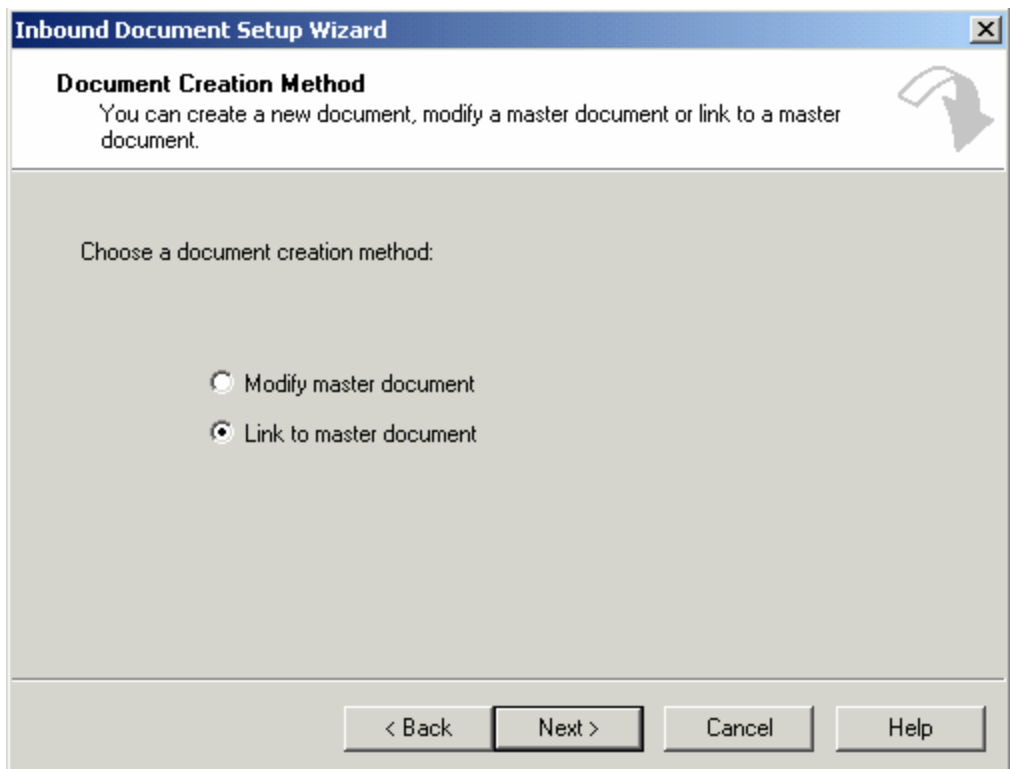 Inbound Document Setup Wizard
Document Creation Method
You can create a new document, modify a master document or link to a master
document.
Choose a document creation method:
Modify master document
Link to master document
< Back Next > Cancel Help